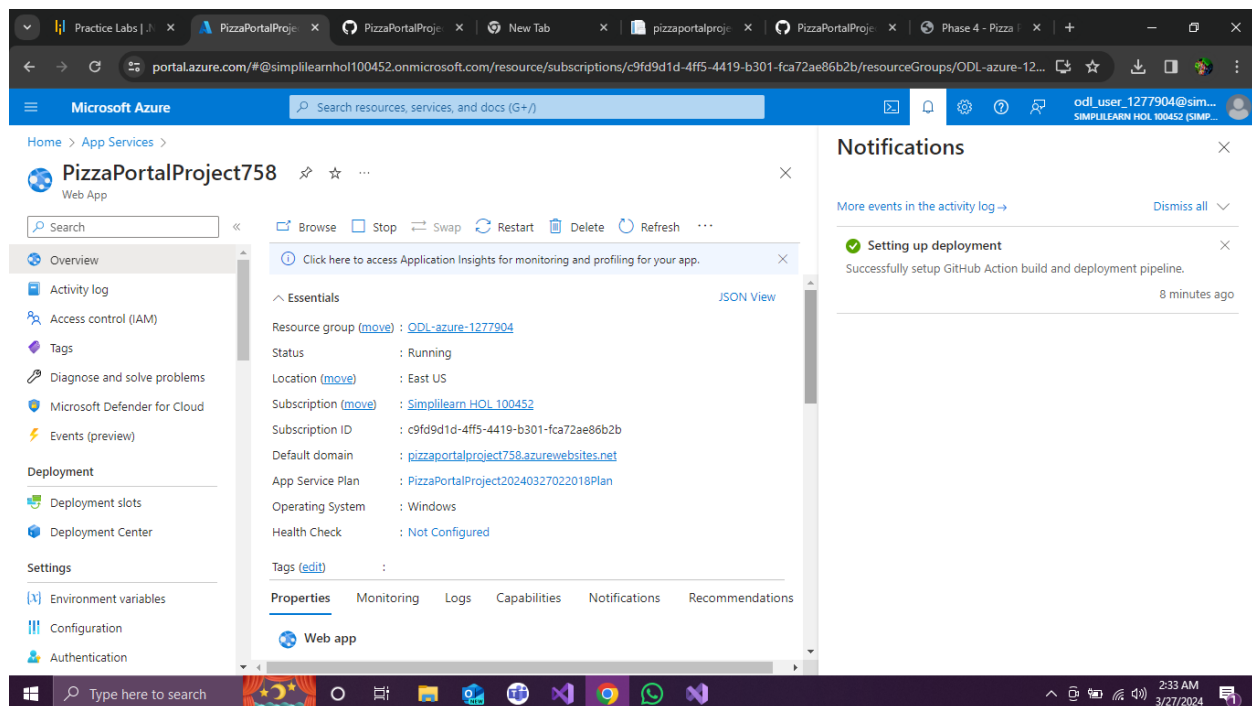 Practice Labs | .N
PizzaPortalProje
PizzaPortalProje
New Tab
pizzaportalproje
PizzaPortalProje
Phase 4 - Pizza
portal.azure.com/#@simplilearnhol100452.onmicrosoft.com/resource/subscriptions/c9fd9d1d-4ff5-4419-b301-fca72ae86b2b/resourceGroups/ODL-azure-12...
Microsoft Azure
Search resources, services, and docs (G+/)
odl_user_1277904@sim...
SIMPLILEARN HOL 100452 (SIMP...
Home > App Services >
PizzaPortalProject758
Web App
Search
«
Browse Stop Swap Restart Delete Refresh ...
Overview
Activity log
Access control (IAM)
Tags
Diagnose and solve problems
Microsoft Defender for Cloud
Events (preview)
Deployment
Deployment slots
Deployment Center
Settings
Environment variables
Configuration
Authentication
Click here to access Application Insights for monitoring and profiling for your app.
Essentials
JSON View
Resource group (move) : ODL-azure-1277904
Status : Running
Location (move) : East US
Subscription (move) : Simplilearn HOL 100452
Subscription ID : c9fd9d1d-4ff5-4419-b301-fca72ae86b2b
Default domain : pizzaportalproject758.azurewebsites.net
App Service Plan : PizzaPortalProject20240327022018Plan
Operating System : Windows
Health Check : Not Configured
Tags (edit) :
Properties Monitoring Logs Capabilities Notifications Recommendations
Web app
Notifications
More events in the activity log →
Dismiss all
Setting up deployment
Successfully setup GitHub Action build and deployment pipeline.
8 minutes ago
Type here to search
2:33 AM
3/27/2024